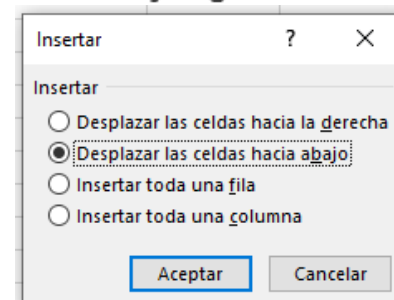 Insertar ? X
Insertar
Desplazar las celdas hacia la derecha
Desplazar las celdas hacia abajo
Insertar toda una fila
Insertar toda una columna
Aceptar Cancelar